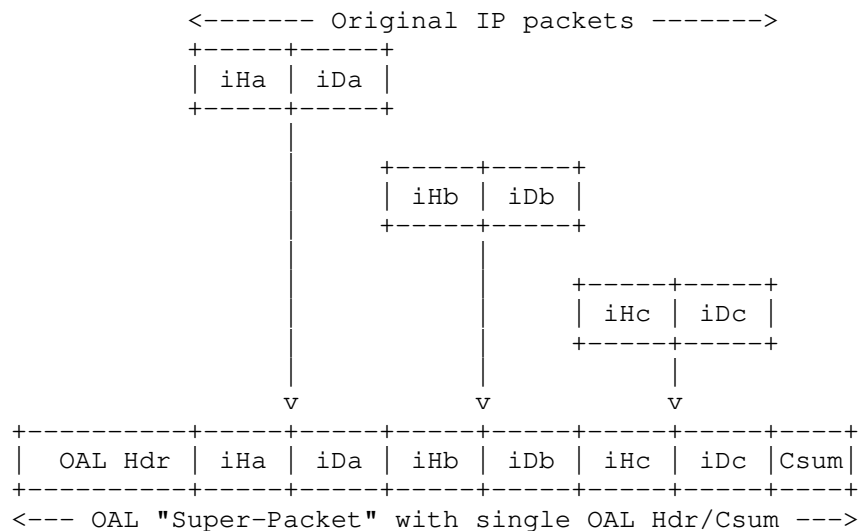 <------- Original IP packets ------->
+-----+-----+
| iHa | iDa |
+-----+-----+
|
| +-----+-----+
| | iHb | iDb |
| +-----+-----+
| |
| | +-----+-----+
| | | iHc | iDc |
| | +-----+-----+
| | |
v v v
+----------+-----+-----+-----+-----+-----+-----+----+
| OAL Hdr | iHa | iDa | iHb | iDb | iHc | iDc |Csum|
+----------+-----+-----+-----+-----+-----+-----+----+
<--- OAL "Super-Packet" with single OAL Hdr/Csum --->